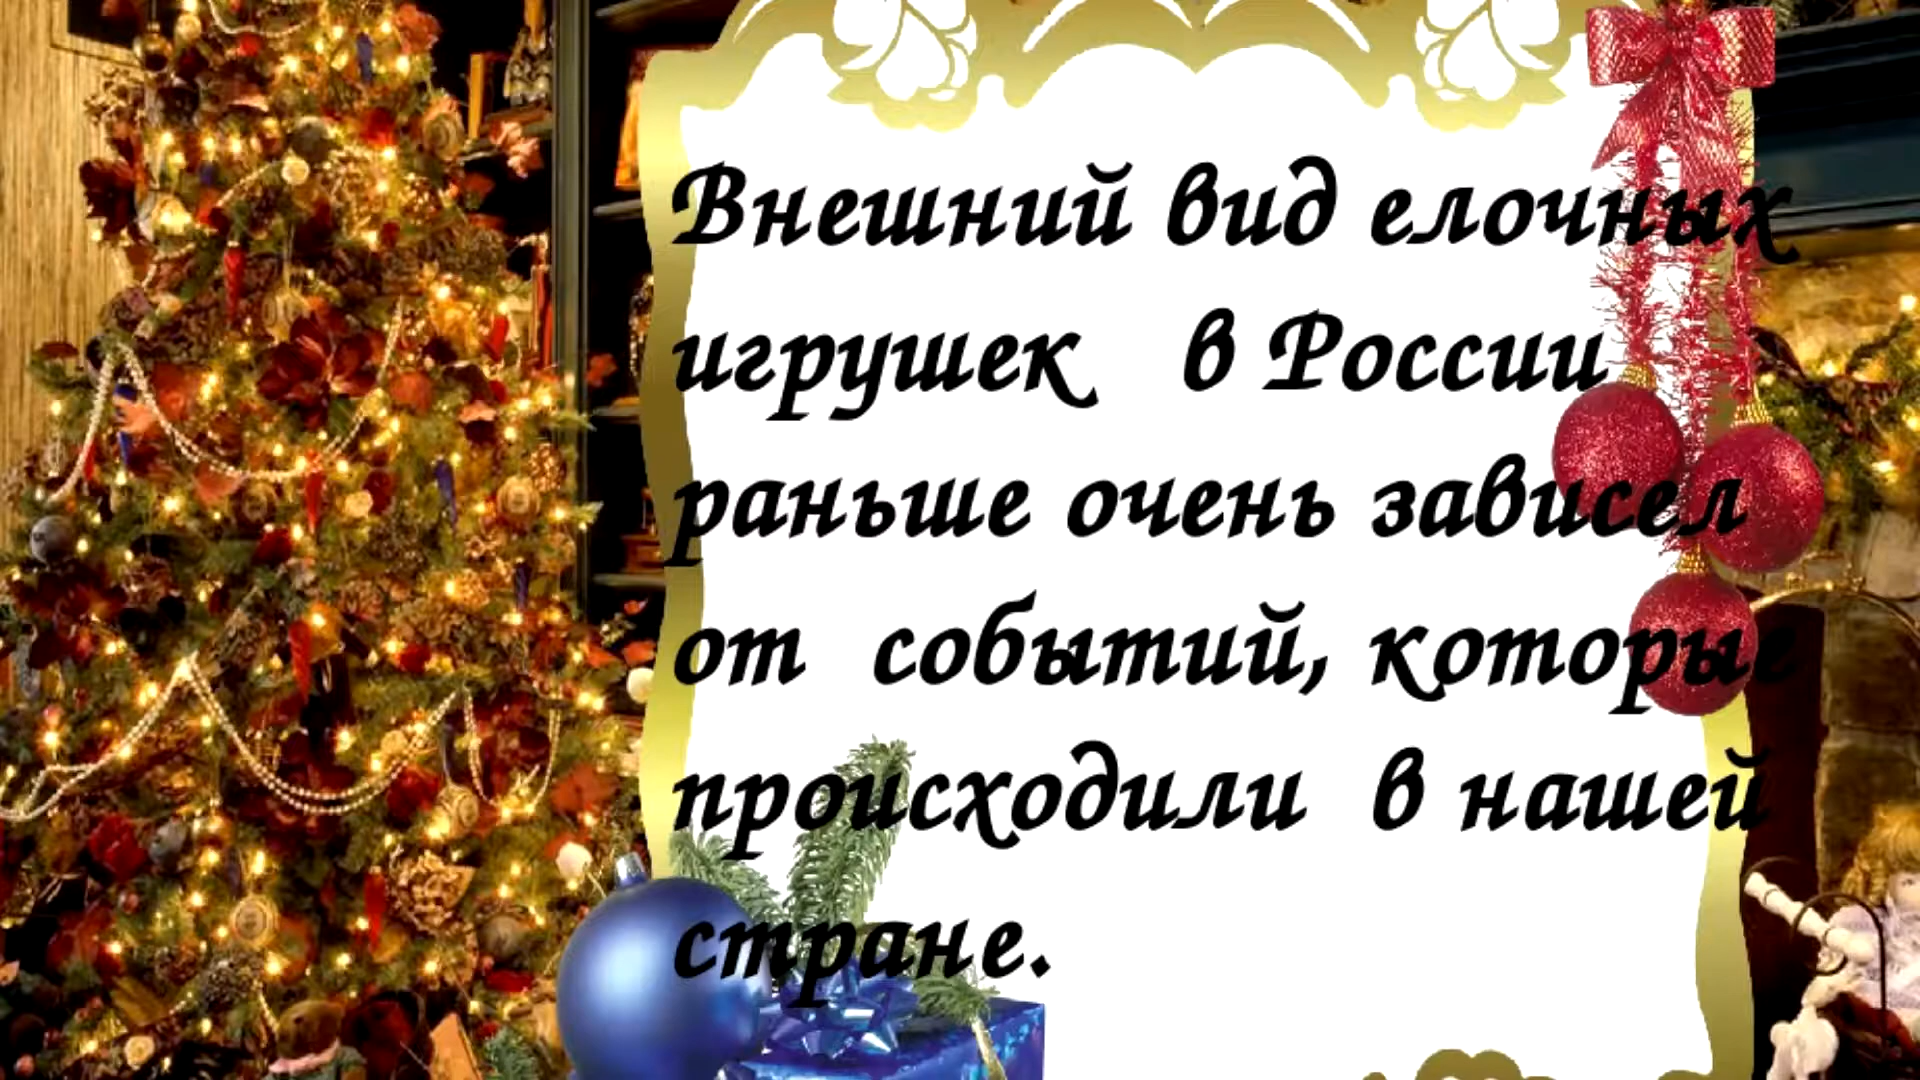 Внешний вид елочных
игрушек в России
раньше очень зависел
от событий, которые
происходили в нашей
стране.